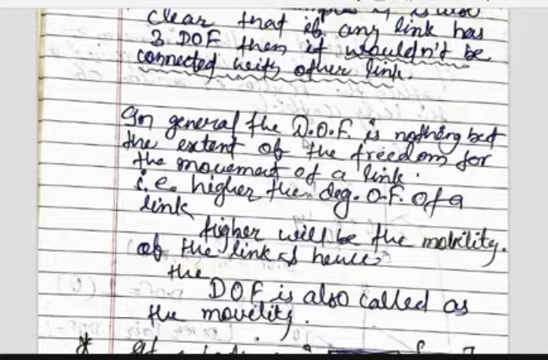 clear that if any link has
3 DOF then it wouldn't be
connected with other link.
In general the D.O.F. is nothing but
the extent of the freedom for
the movement of a link.
i.e. higher the deg. O.F. of a
link
higher will be the mobility.
of the link & hence
the
DOF is also called as
the movelity.
*